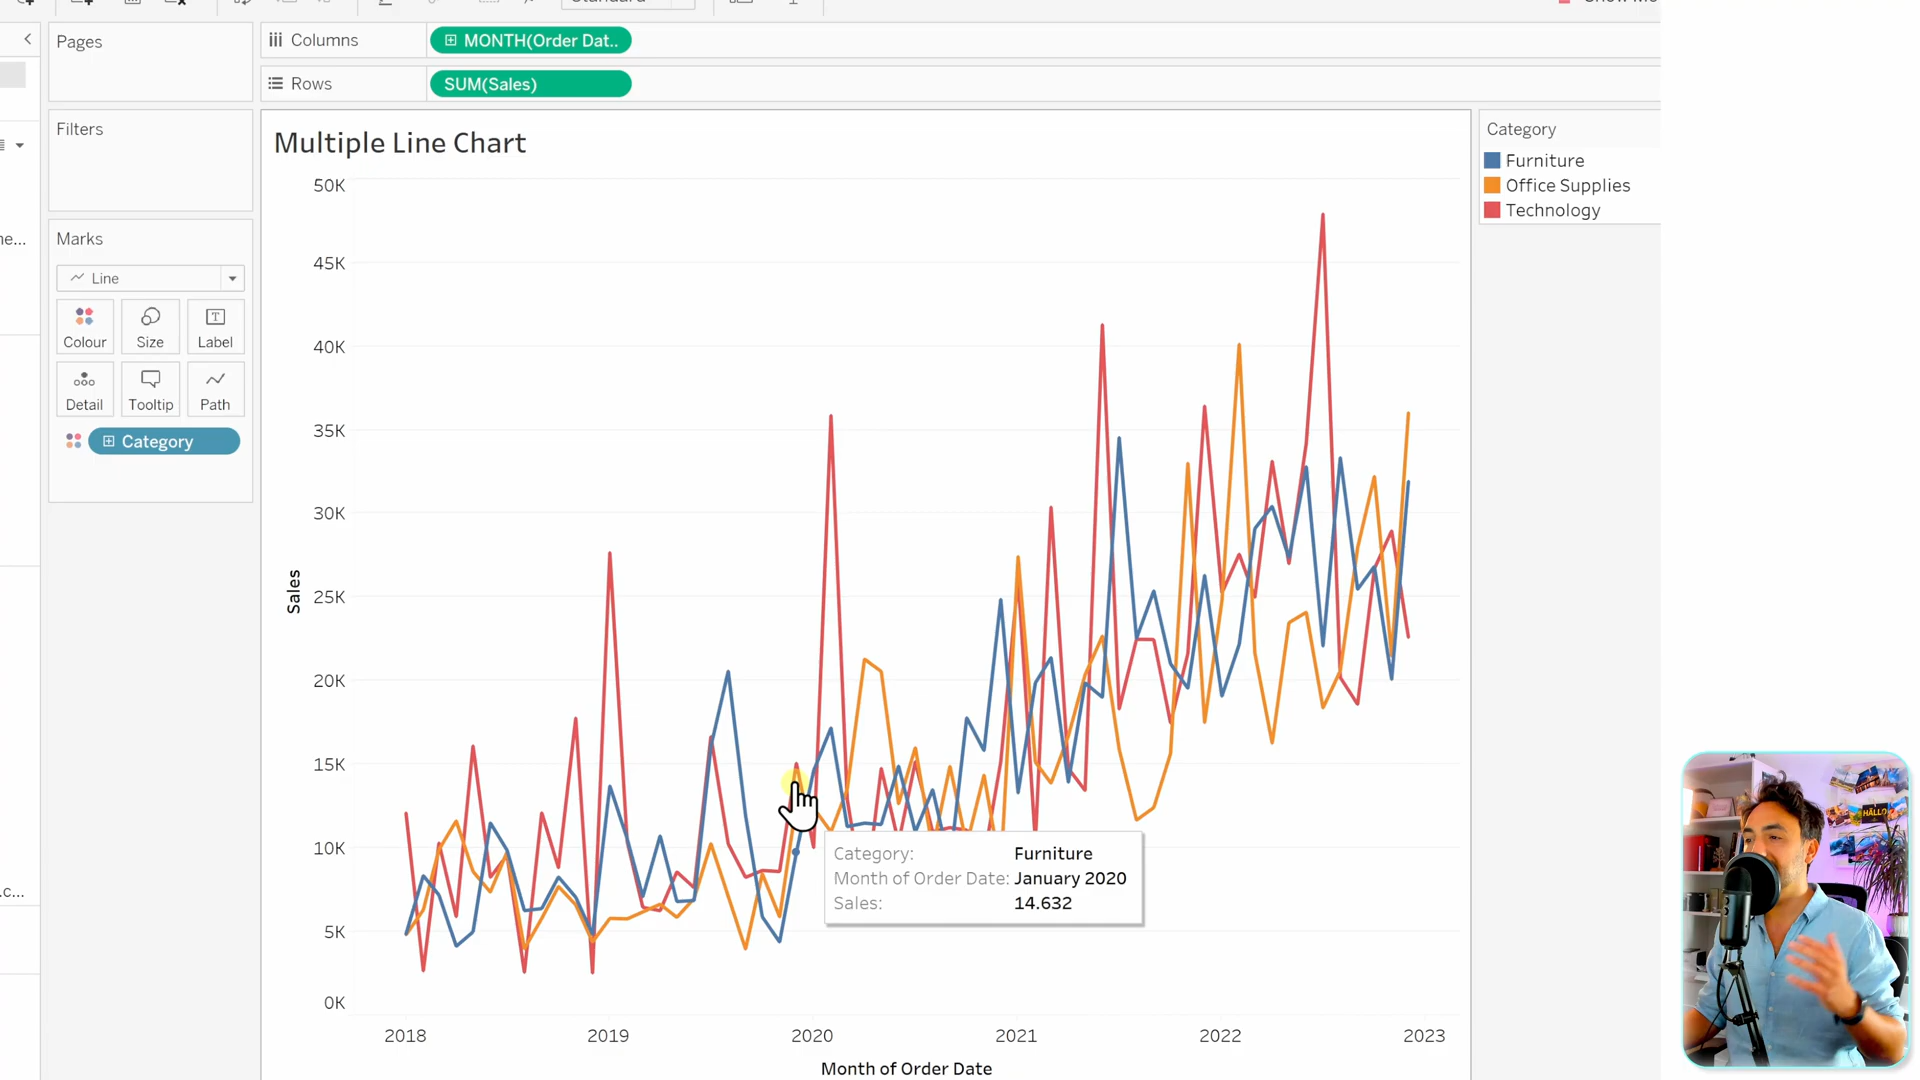 Pages
Columns
MONTH(Order Dat..
Rows
SUM(Sales)
Filters
Marks
Line
Colour
Size
Label
Detail
Tooltip
Path
Category
Multiple Line Chart
50K
45K
40K
35K
30K
25K
20K
15K
10K
5K
0K
Sales
2018
2019
2020
2021
2022
2023
Month of Order Date
Category: Furniture
Month of Order Date: January 2020
Sales: 14.632
Category
Furniture
Office Supplies
Technology
HALLO